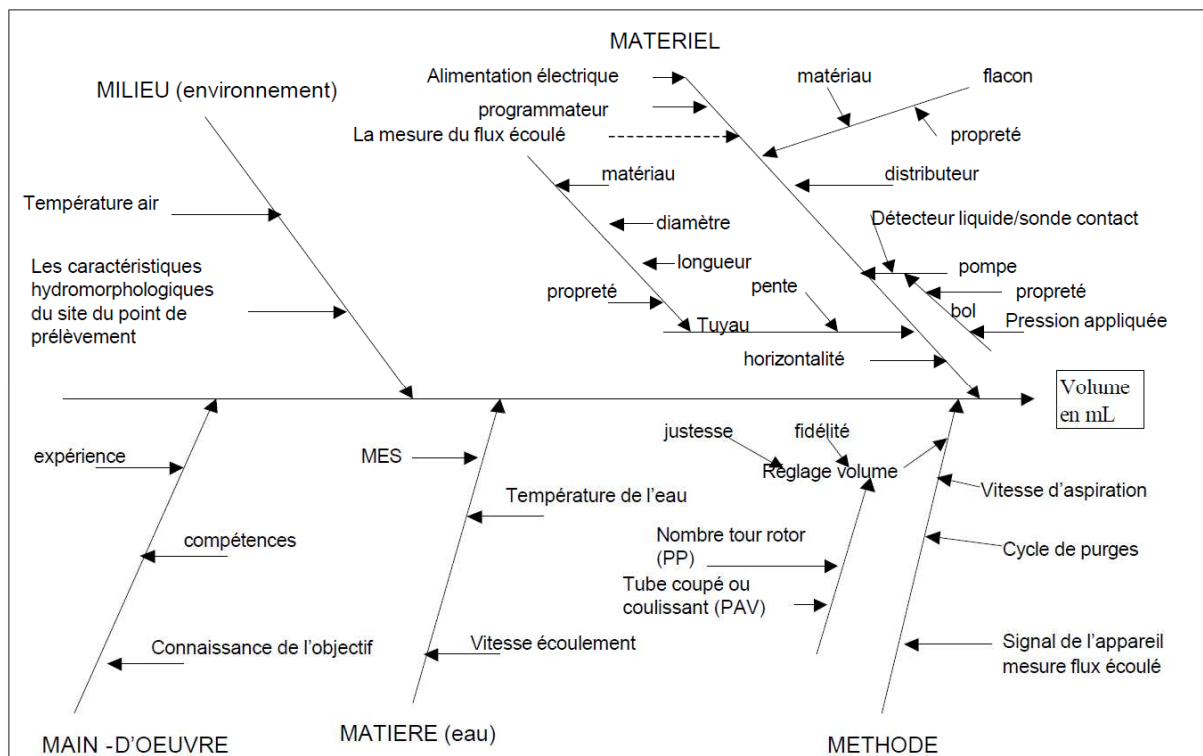 MATERIEL
MILIEU (environnement)
Alimentation électrique
matériau
flacon
programmateur
La mesure du flux écoulé
propreté
matériau
distributeur
Température air
diamètre
Détecteur liquide/sonde contact
Les caractéristiques
hydromorphologiques
du site du point de
prélèvement
longueur
pompe
propreté
pente
propreté
bol
Pression appliquée
Tuyau
horizontalité
Volume
en mL
expérience
MES
justesse
fidélité
Réglage volume
Température de l'eau
Vitesse d'aspiration
compétences
Nombre tour rotor
(PP)
Cycle de purges
Tube coupé ou
coulissant (PAV)
Connaissance de l'objectif
Vitesse écoulement
Signal de l'appareil
mesure flux écoulé
MAIN -D'OEUVRE
MATIERE (eau)
METHODE